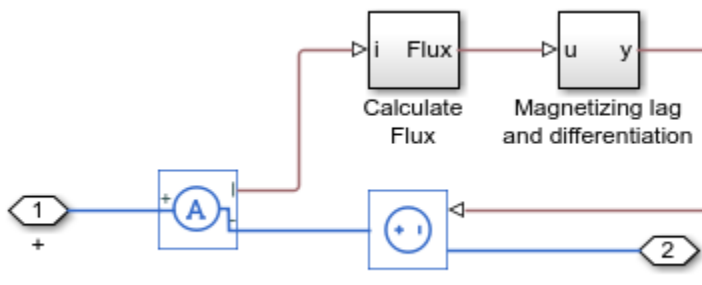 i Flux
u y
Calculate
Flux
Magnetizing lag
and differentiation
1
+
+
A
I
-
+ -
2